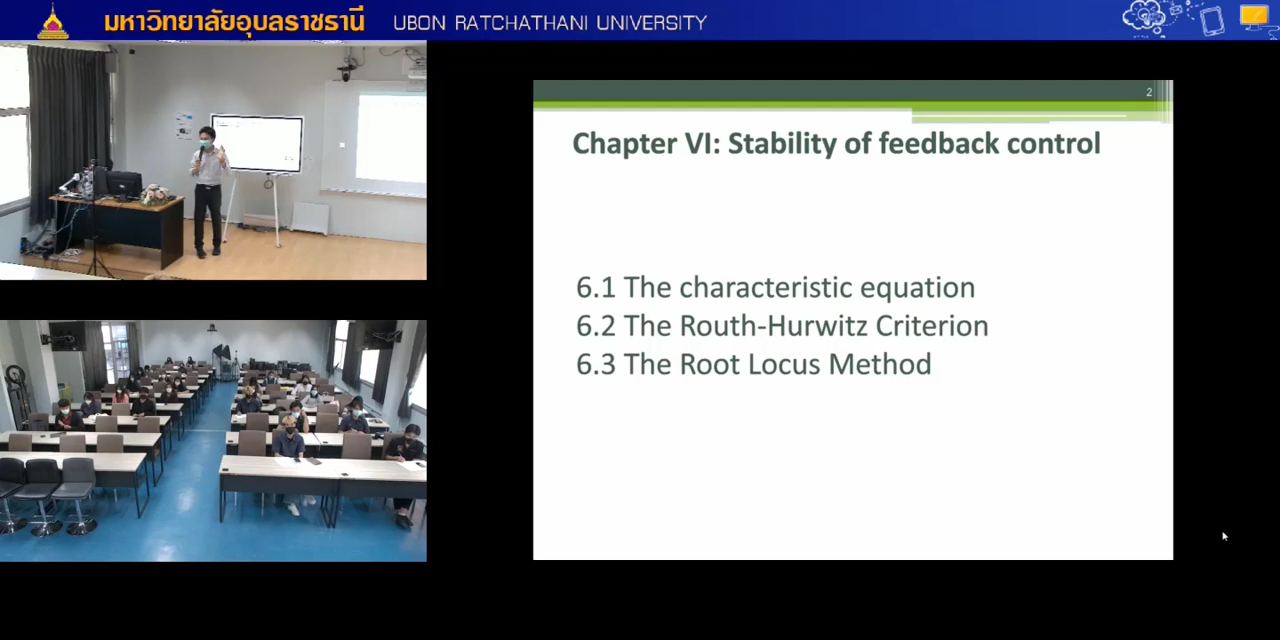 มหาวิทยาลัยอุบลราชธานี UBON RATCHATHANI UNIVERSITY
2
Chapter VI: Stability of feedback control
6.1 The characteristic equation
6.2 The Routh-Hurwitz Criterion
6.3 The Root Locus Method